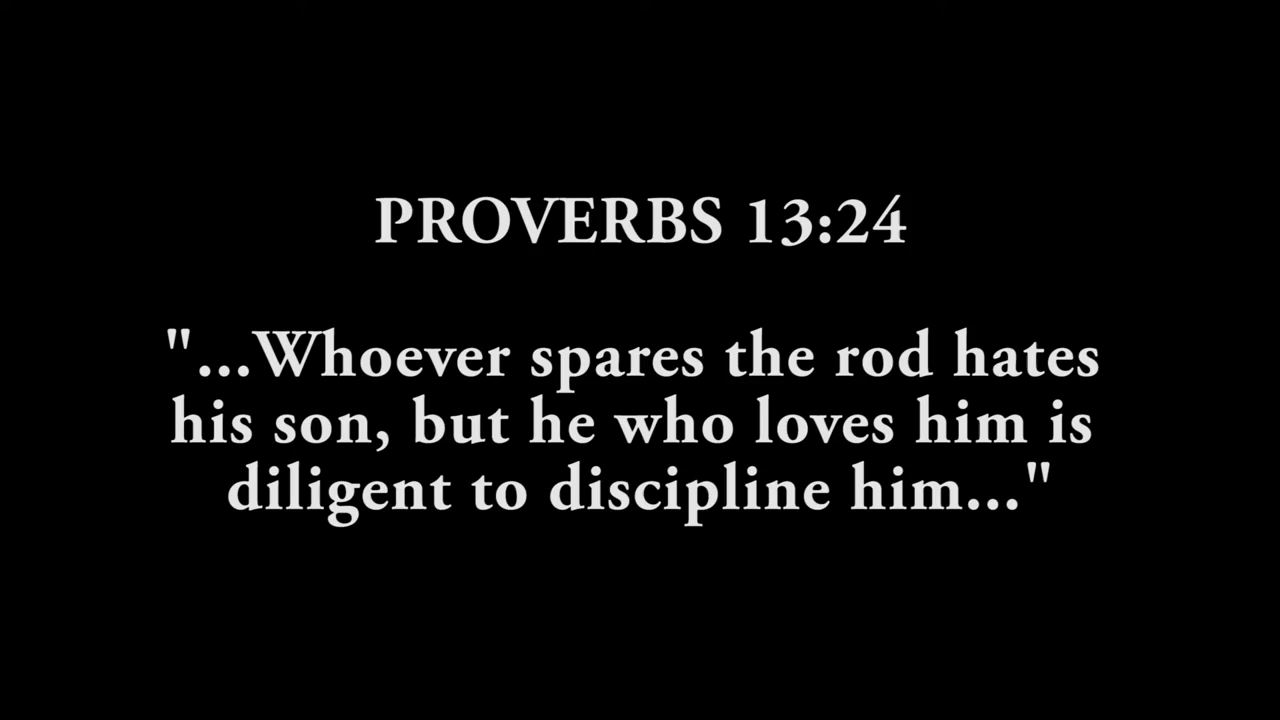 PROVERBS 13:24
"...Whoever spares the rod hates
his son, but he who loves him is
diligent to discipline him..."